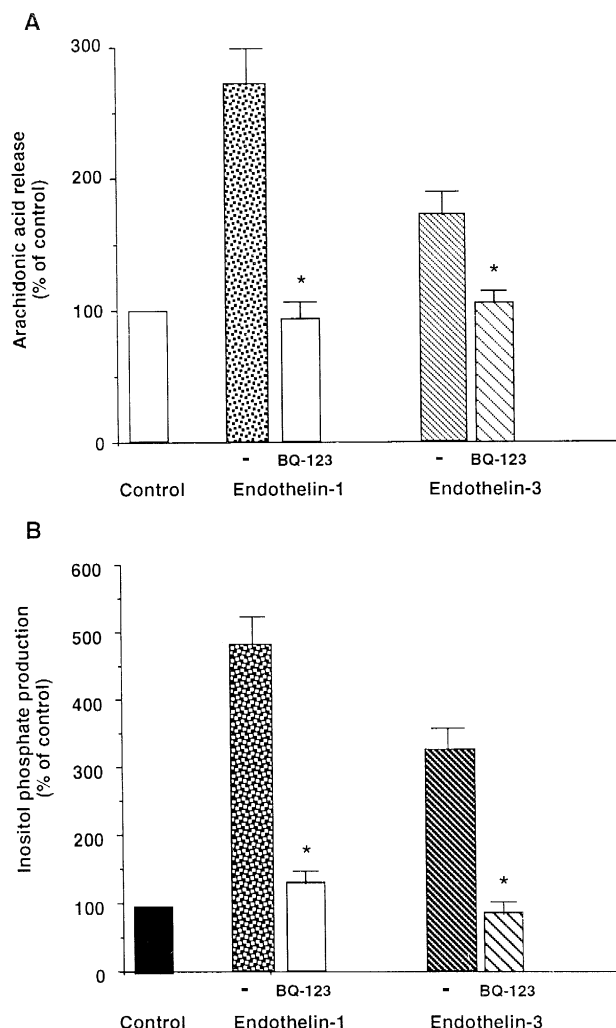 A
300
200
100
0
Arachidonic acid release
(% of control)
*
*
- BQ-123 - BQ-123
Control Endothelin-1 Endothelin-3
B
600
500
400
300
200
100
0
Inositol phosphate production
(% of control)
*
*
- BQ-123 - BQ-123
Control Endothelin-1 Endothelin-3